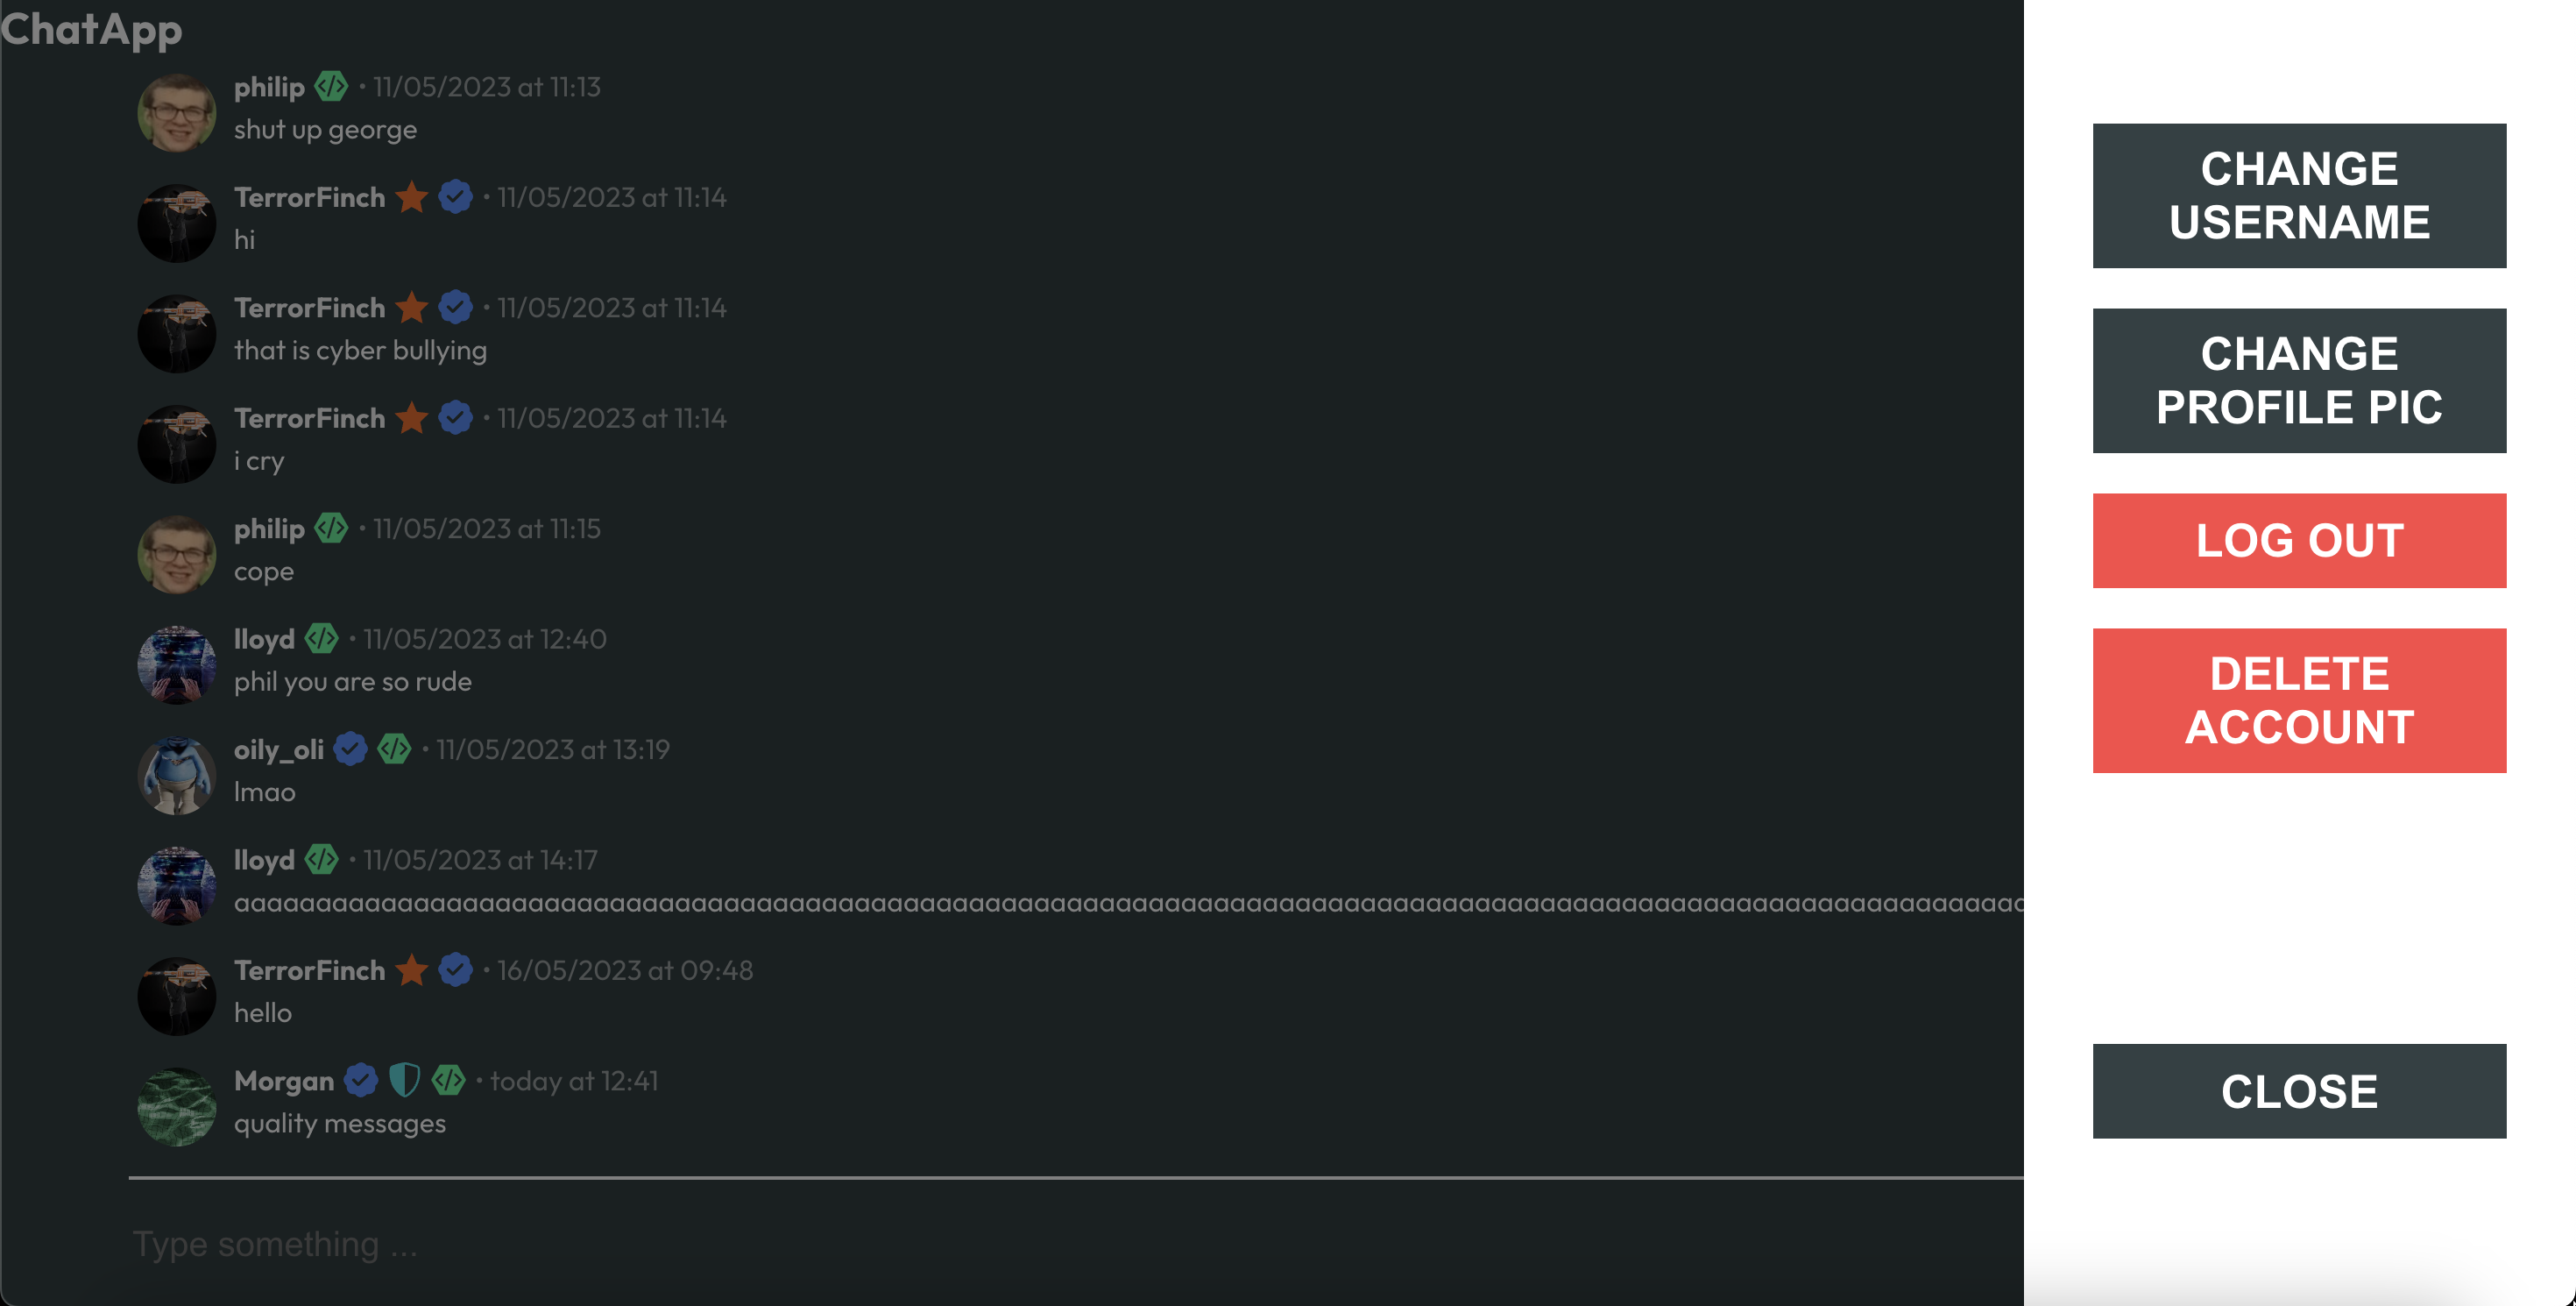 ChatApp
philip • 11/05/2023 at 11:13
shut up george
TerrorFinch • 11/05/2023 at 11:14
hi
TerrorFinch • 11/05/2023 at 11:14
that is cyber bullying
TerrorFinch • 11/05/2023 at 11:14
i cry
philip • 11/05/2023 at 11:15
cope
lloyd • 11/05/2023 at 12:40
phil you are so rude
oily_oli • 11/05/2023 at 13:19
lmao
lloyd • 11/05/2023 at 14:17
aaaaaaaaaaaaaaaaaaaaaaaaaaaaaaaaaaaaaaaaaaaaaaaaaaaaaaaaaaaaaaaaaaaaaaaaaaaaaaaaaaaaaaaaaaaaaaaaaaaaaaaaaaaaaa
TerrorFinch • 16/05/2023 at 09:48
hello
Morgan • today at 12:41
quality messages
Type something ...
CHANGE
USERNAME
CHANGE
PROFILE PIC
LOG OUT
DELETE
ACCOUNT
CLOSE